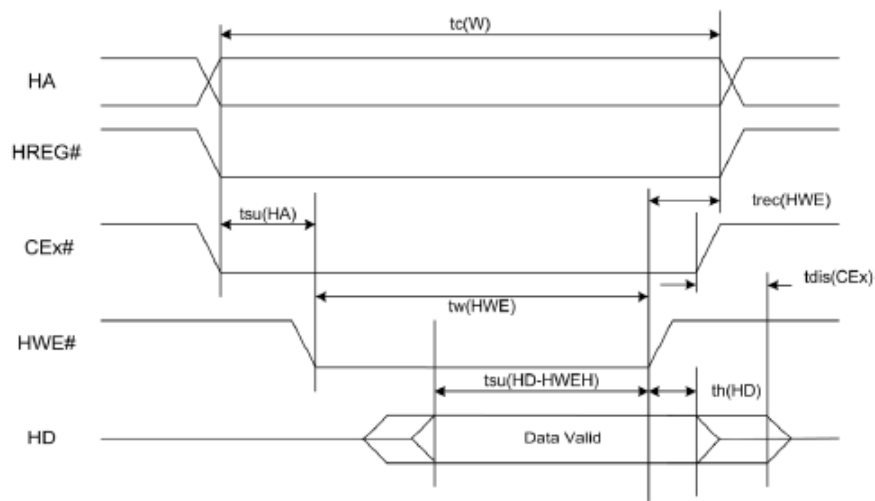 tc(W)
HA
HREG#
tsu(HA)
trec(HWE)
CEx#
tdis(CEx)
tw(HWE)
HWE#
tsu(HD-HWEH)
th(HD)
HD
Data Valid